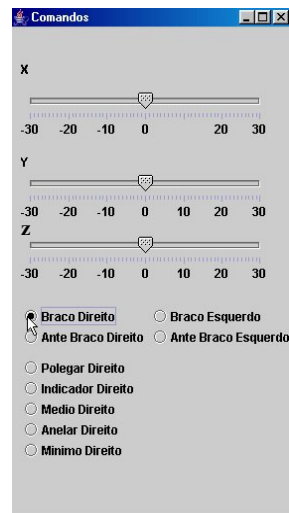 Comandos
X
-30 -20 -10 0 20 30
Y
-30 -20 -10 0 10 20 30
Z
-30 -20 -10 0 10 20 30
Braco Direito Braco Esquerdo
Ante Braco Direito Ante Braco Esquerdo
Polegar Direito
Indicador Direito
Medio Direito
Anelar Direito
Minimo Direito